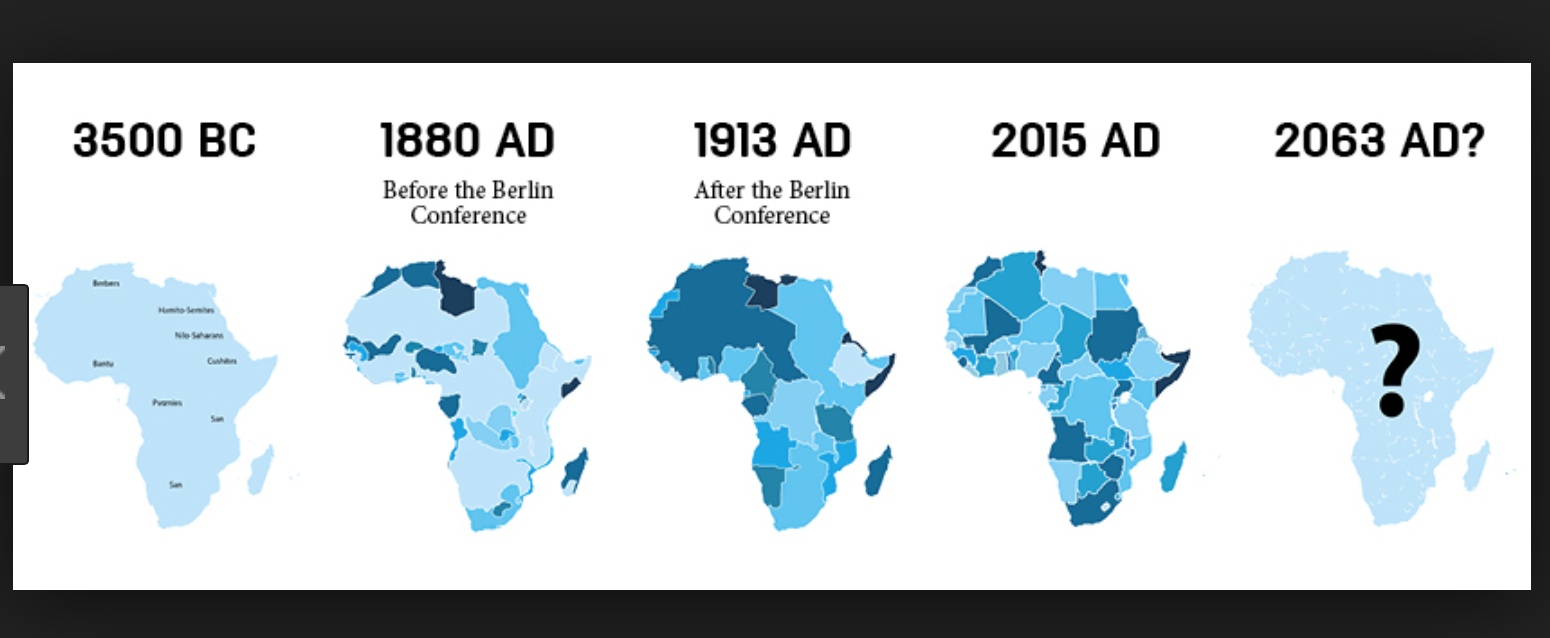 3500 BC
1880 AD
1913 AD
2015 AD
2063 AD?
Before the Berlin
Conference
After the Berlin
Conference
Berbers
Hamito-Semites
Nilo-Saharans
Bantu
Cushites
Pygmies
San
San
?